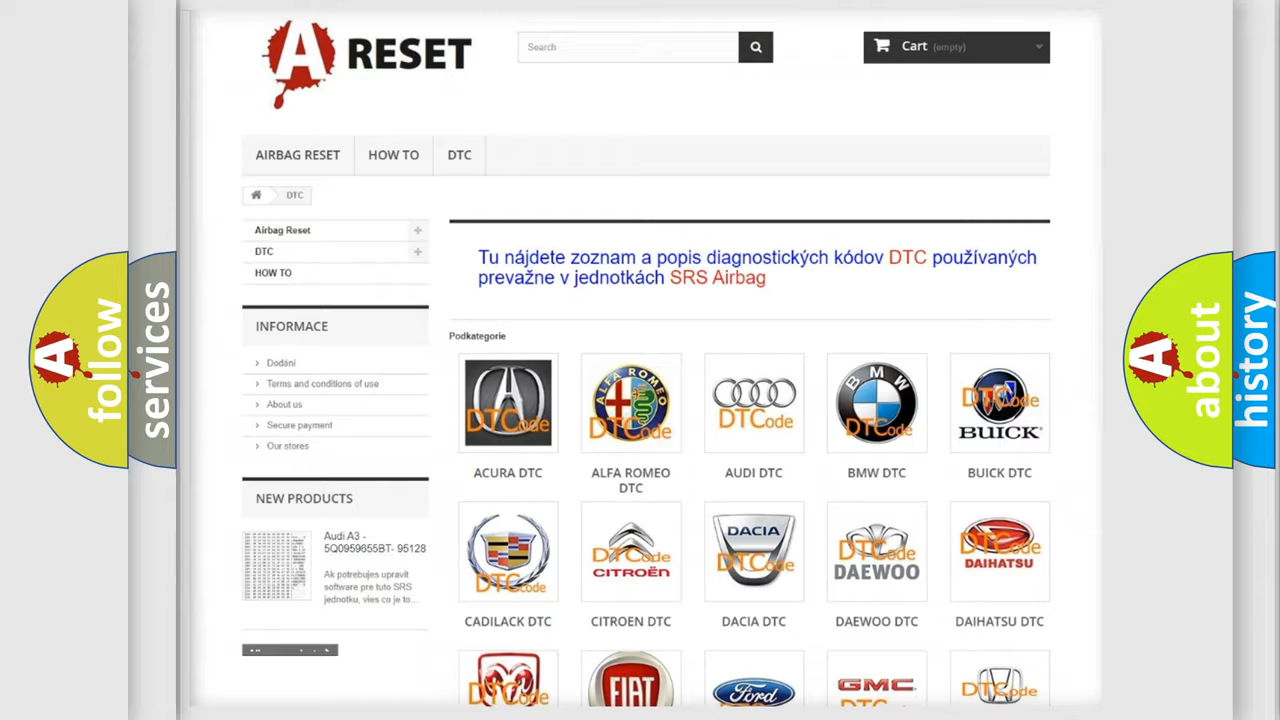 A RESET
Search
Cart (empty)
AIRBAG RESET
HOW TO
DTC
DTC
Airbag Reset
DTC
HOW TO
Tu nájdete zoznam a popis diagnostických kódov DTC používaných
prevažne v jednotkách SRS Airbag
INFORMACE
Dodání
Terms and conditions of use
About us
Secure payment
Our stores
Podkategorie
DTCode
ALFA ROMEO
DTCode
DTCode
BMW
DTCode
DTCode
BUICK
ACURA DTC
ALFA ROMEO
DTC
AUDI DTC
BMW DTC
BUICK DTC
NEW PRODUCTS
Audi A3 -
5Q0959655BT- 95128
Ak potrebujes upravit
software pre tuto SRS
jednotku, vies co je to...
DTCode
DTCode
CITROËN
DACIA
DTCode
DTCode
DAEWOO
DTCode
DAIHATSU
CADILACK DTC
CITROEN DTC
DACIA DTC
DAEWOO DTC
DAIHATSU DTC
DTCode
FIAT
Ford
GMC
DTCode
A follow
services
A about
history